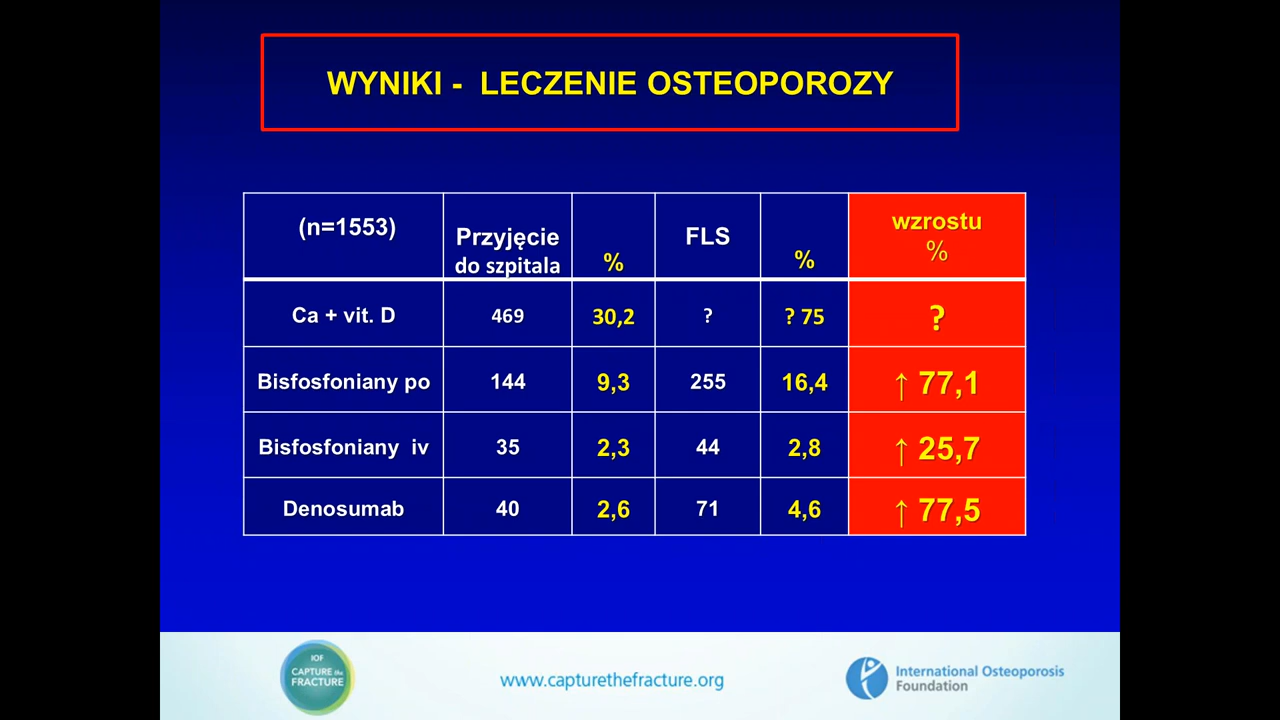 WYNIKI - LECZENIE OSTEOPOROZY
(n=1553) Przyjęcie do szpitala % FLS % wzrostu %
Ca + vit. D 469 30,2 ? ? 75 ?
Bisfosfoniany po 144 9,3 255 16,4 ↑ 77,1
Bisfosfoniany iv 35 2,3 44 2,8 ↑ 25,7
Denosumab 40 2,6 71 4,6 ↑ 77,5
IOF
CAPTURE the
FRACTURE
www.capturethefracture.org
International Osteoporosis
Foundation